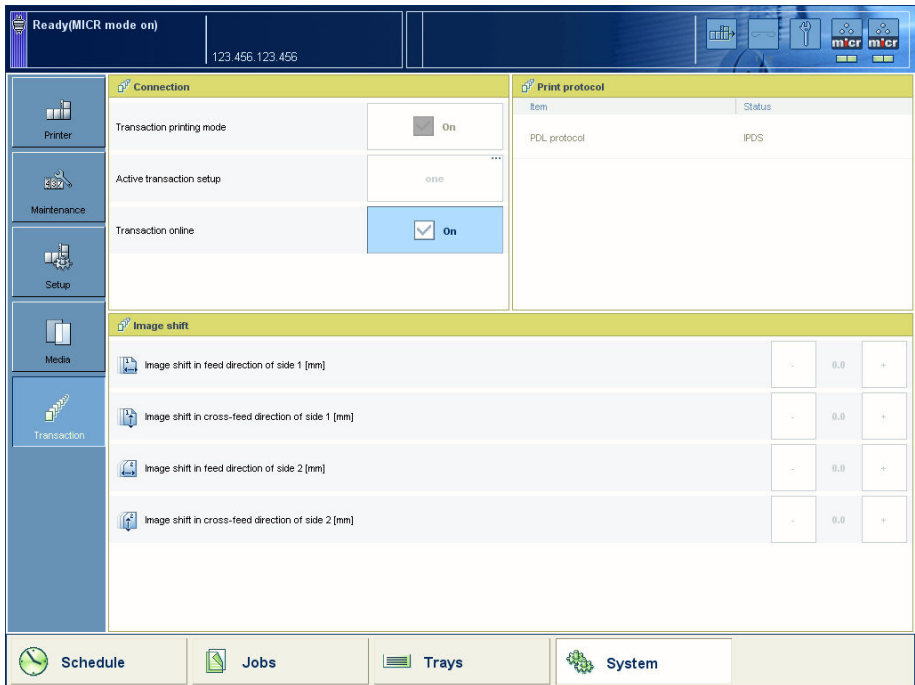 Ready(MICR mode on)
123.456.123.456
micr micr
Printer
Maintenance
Setup
Media
Transaction
Connection
Transaction printing mode
On
Active transaction setup
...
one
Transaction online
On
Print protocol
Item Status
PDL protocol IPDS
Image shift
Image shift in feed direction of side 1 [mm] - 0.0 +
Image shift in cross-feed direction of side 1 [mm] - 0.0 +
Image shift in feed direction of side 2 [mm] - 0.0 +
Image shift in cross-feed direction of side 2 [mm] - 0.0 +
Schedule Jobs Trays System